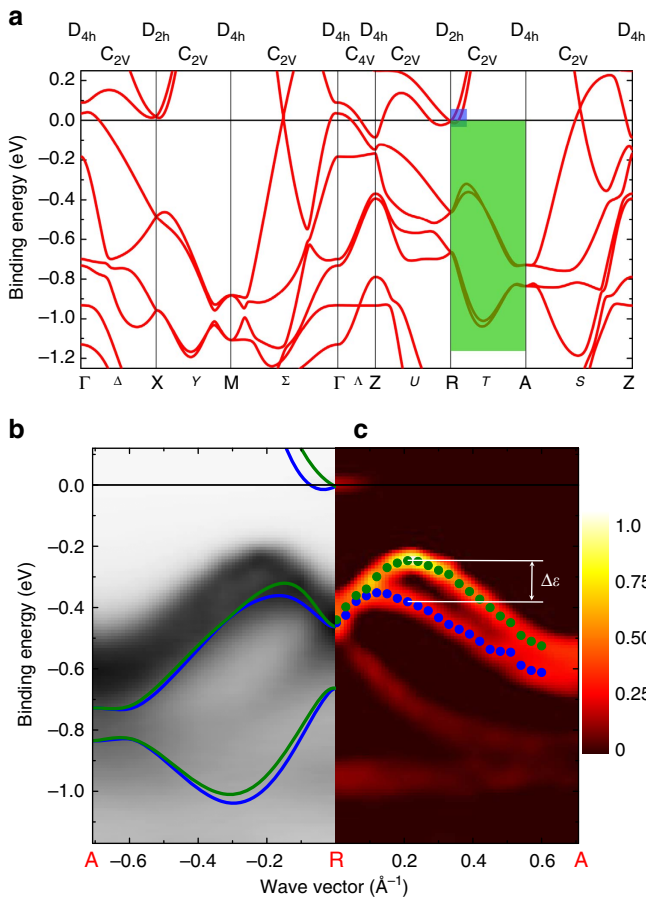 a
D4h D2h D4h D4h D4h D2h D4h D4h
C2V C2V C2V C4V C2V C2V C2V
Binding energy (eV)
0.2
0.0
−0.2
−0.4
−0.6
−0.8
−1.0
−1.2
Γ Δ X Y M Σ Γ Λ Z U R T A S Z
b c
Binding energy (eV)
0.0
−0.2
−0.4
−0.6
−0.8
−1.0
Δε
1.0
0.75
0.50
0.25
0
A −0.6 −0.4 −0.2 R 0.2 0.4 0.6 A
Wave vector (Å−1)